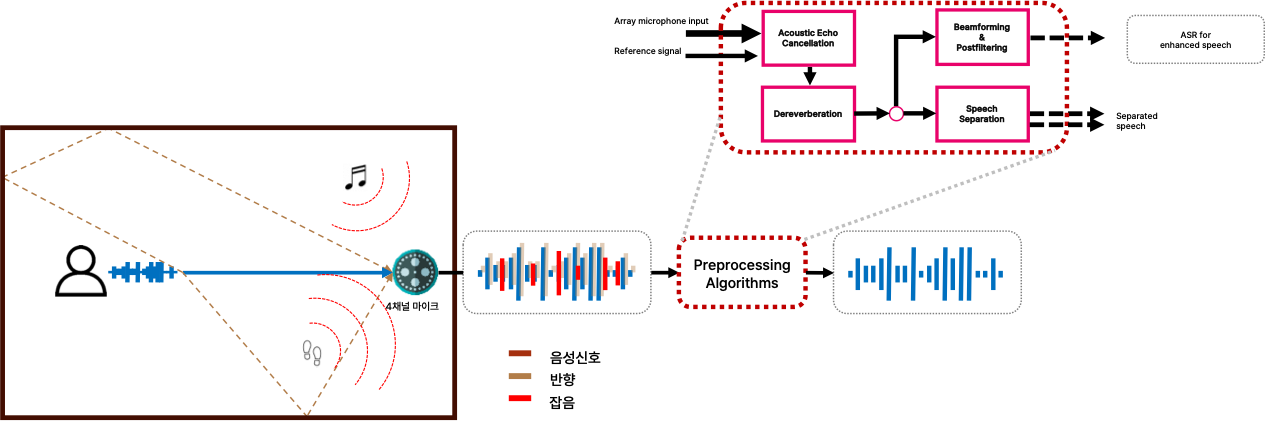 Array microphone input
Reference signal
Acoustic Echo
Cancellation
Dereverberation
Beamforming
&
Postfiltering
Speech
Separation
ASR for
enhanced speech
Separated
speech
4채널 마이크
Preprocessing
Algorithms
음성신호
반향
잡음